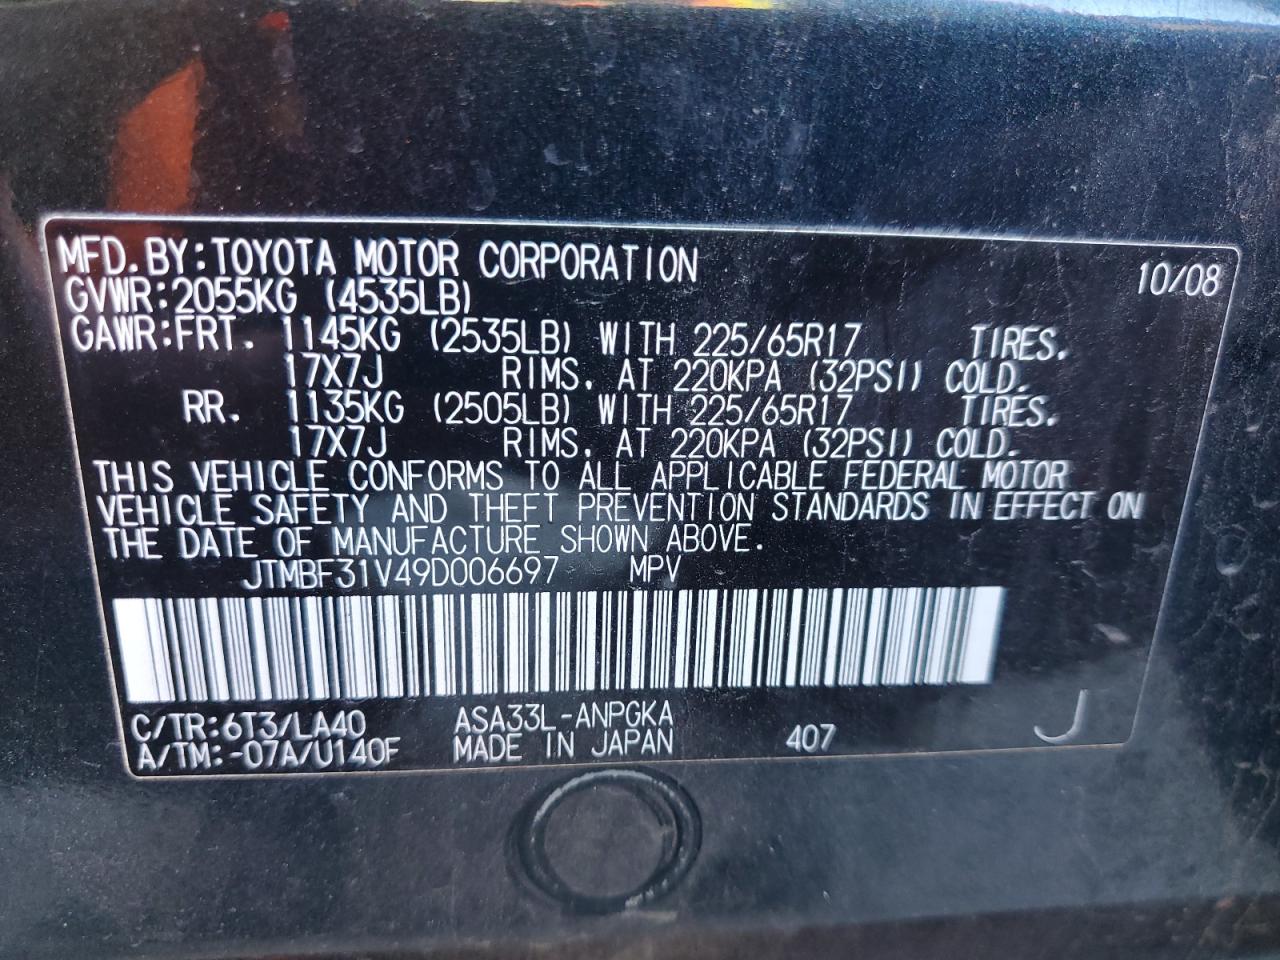 MFD.BY:TOYOTA MOTOR CORPORATION 10/08
GVWR:2055KG (4535LB)
GAWR:FRT. 1145KG (2535LB) WITH 225/65R17 TIRES.
17X7J RIMS, AT 220KPA (32PSI) COLD.
RR. 1135KG (2505LB) WITH 225/65R17 TIRES.
17X7J RIMS, AT 220KPA (32PSI) COLD.
THIS VEHICLE CONFORMS TO ALL APPLICABLE FEDERAL MOTOR
VEHICLE SAFETY AND THEFT PREVENTION STANDARDS IN EFFECT ON
THE DATE OF MANUFACTURE SHOWN ABOVE.
JTMBF31V49D006697 MPV
C/TR:6T3/LA40 ASA33L-ANPGKA
A/TM:-07A/U140F MADE IN JAPAN 407 J